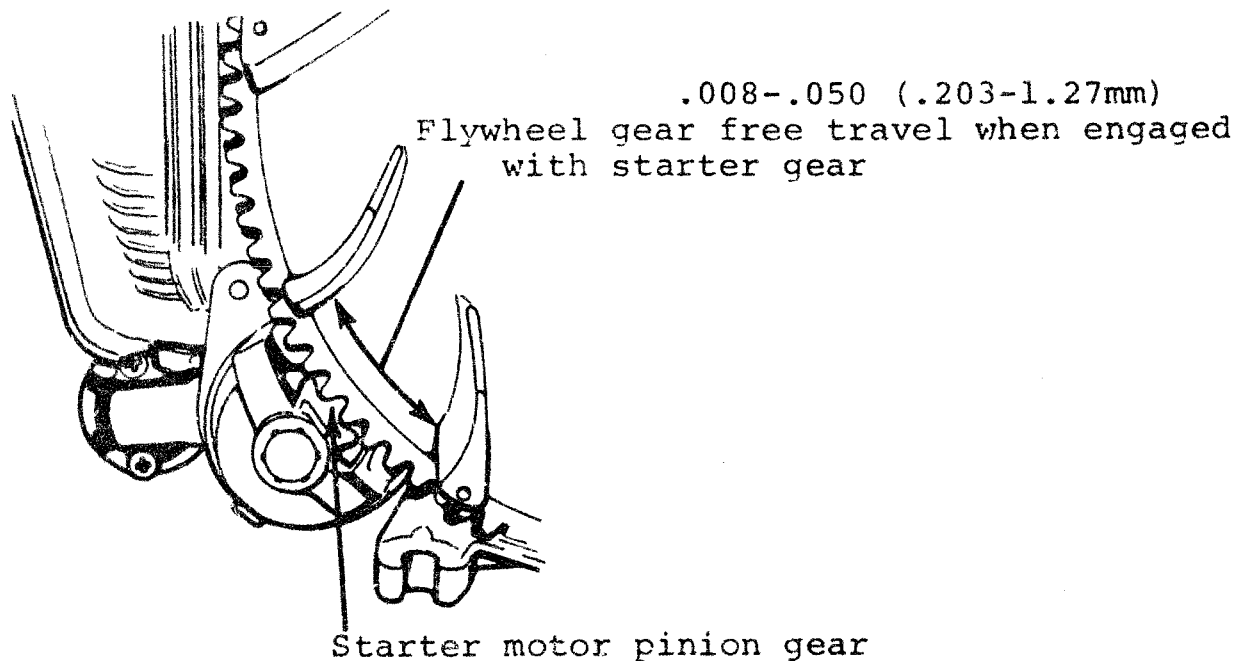 .008-.050 (.203-1.27mm)
Flywheel gear free travel when engaged
with starter gear
Starter motor pinion gear